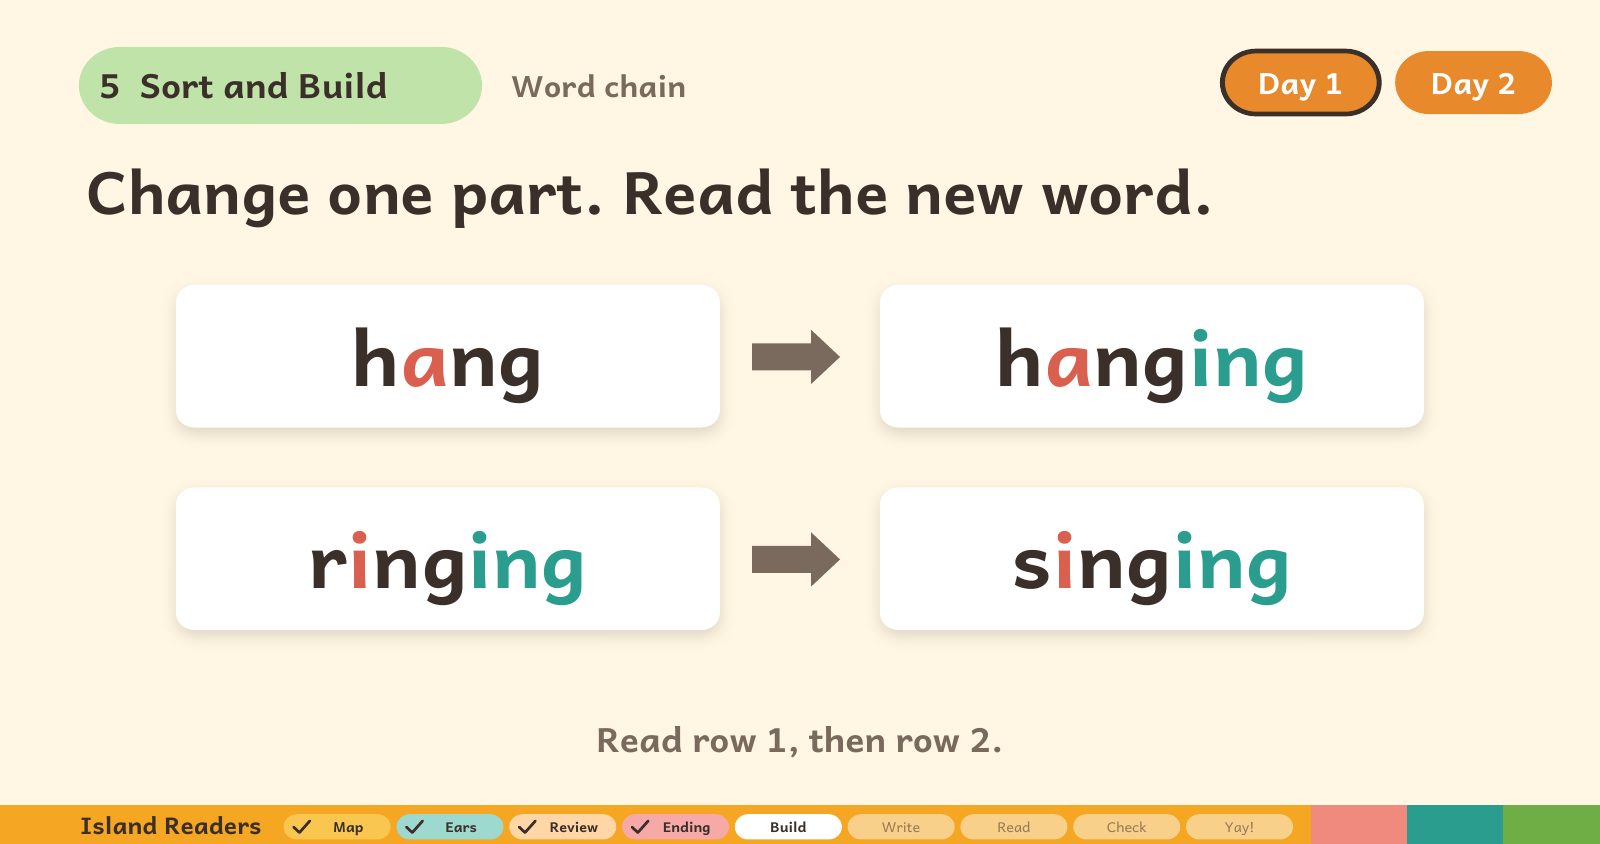 5 Sort and Build
Word chain
Day 1
Day 2
Change one part. Read the new word.
hang
hanging
ringing
singing
Read row 1, then row 2.
Island Readers
Map
Ears
Review
Ending
Build
Write
Read
Check
Yay!